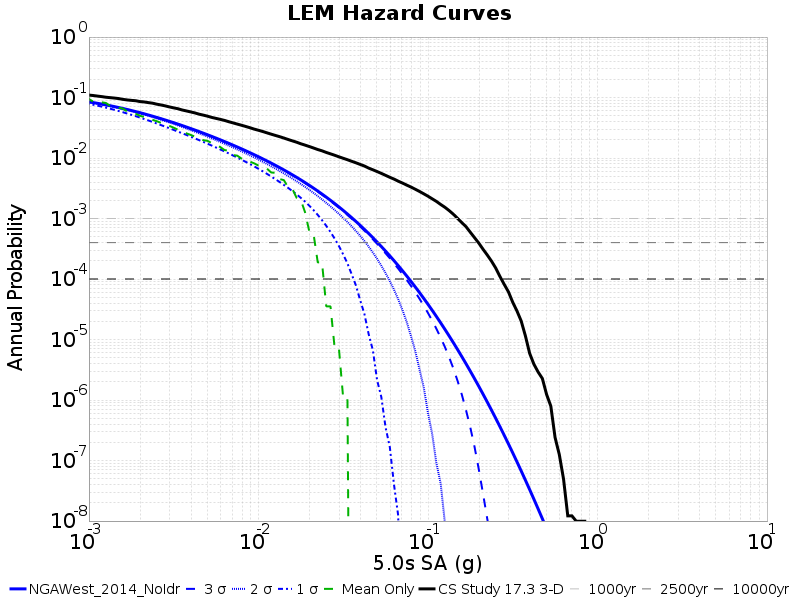 LEM Hazard Curves
Annual Probability
10^0
10^-1
10^-2
10^-3
10^-4
10^-5
10^-6
10^-7
10^-8
10^-3 10^-2 10^-1 10^0 10^1
5.0s SA (g)
NGAWest_2014_NoIdr 3 σ 2 σ 1 σ Mean Only CS Study 17.3 3-D 1000yr 2500yr 10000yr